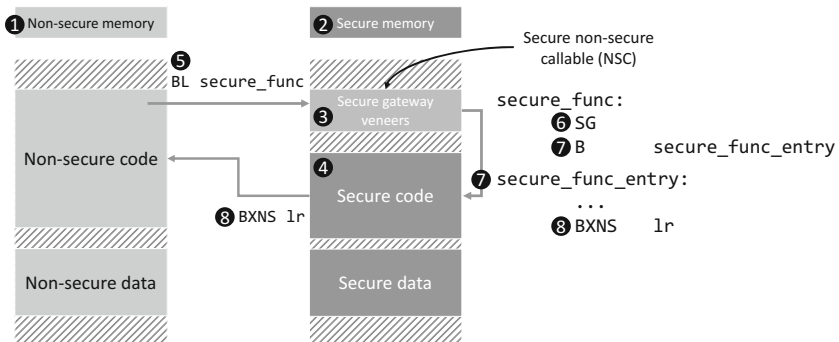 1 Non-secure memory
2 Secure memory
Secure non-secure
callable (NSC)
5
BL secure_func
3
Secure gateway
veneers
secure_func:
6 SG
7 B secure_func_entry
Non-secure code
4
Secure code
7 secure_func_entry:
...
8 BXNS lr
8 BXNS lr
Non-secure data
Secure data